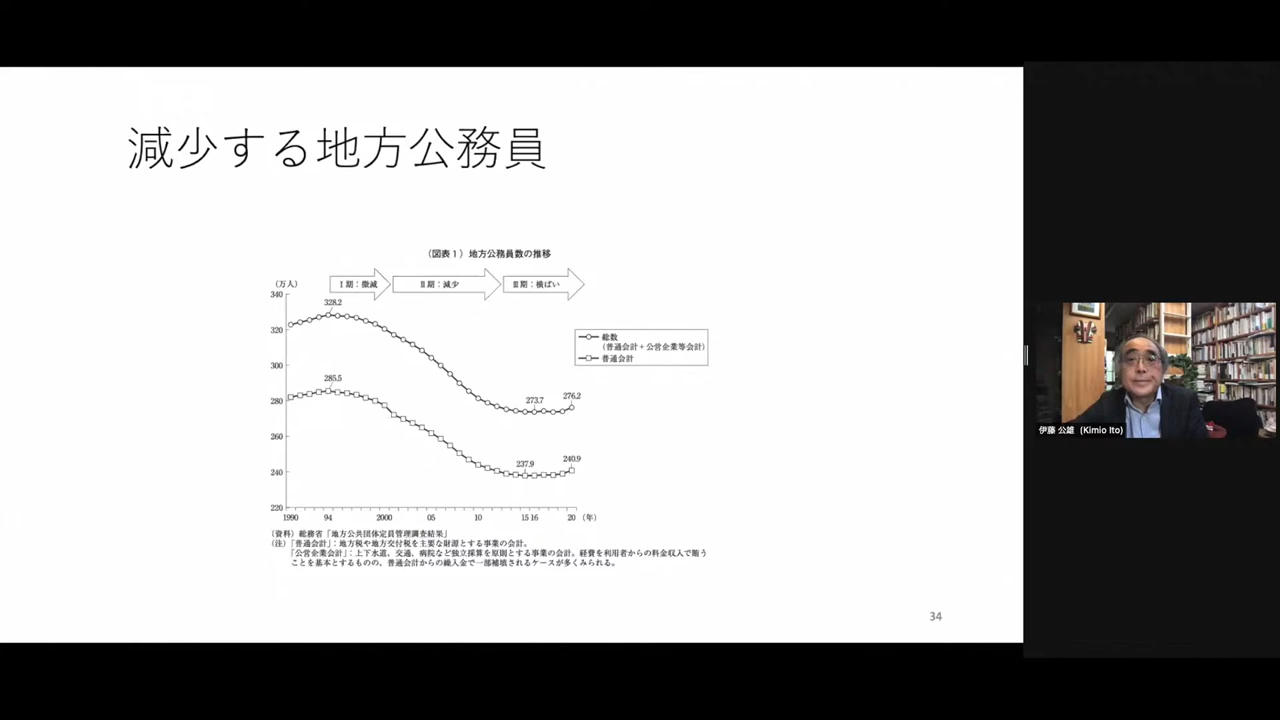 減少する地方公務員
（図表１）地方公務員数の推移
（万人）
Ⅰ期：微減
Ⅱ期：減少
Ⅲ期：横ばい
340
320
300
280
260
240
220
328.2
285.5
273.7
276.2
237.9
240.9
総数
（普通会計＋公営企業等会計）
普通会計
1990 94 2000 05 10 15 16 20 （年）
（資料）総務省「地方公共団体定員管理調査結果」
（注）「普通会計」：地方税や地方交付税を主要な財源とする事業の会計。
「公営企業会計」：上下水道、交通、病院など独立採算を原則とする事業の会計。経費を利用者からの料金収入で賄う
ことを基本とするものの、普通会計からの繰入金で一部補填されるケースが多くみられる。
34
伊藤 公雄 （Kimio Ito）